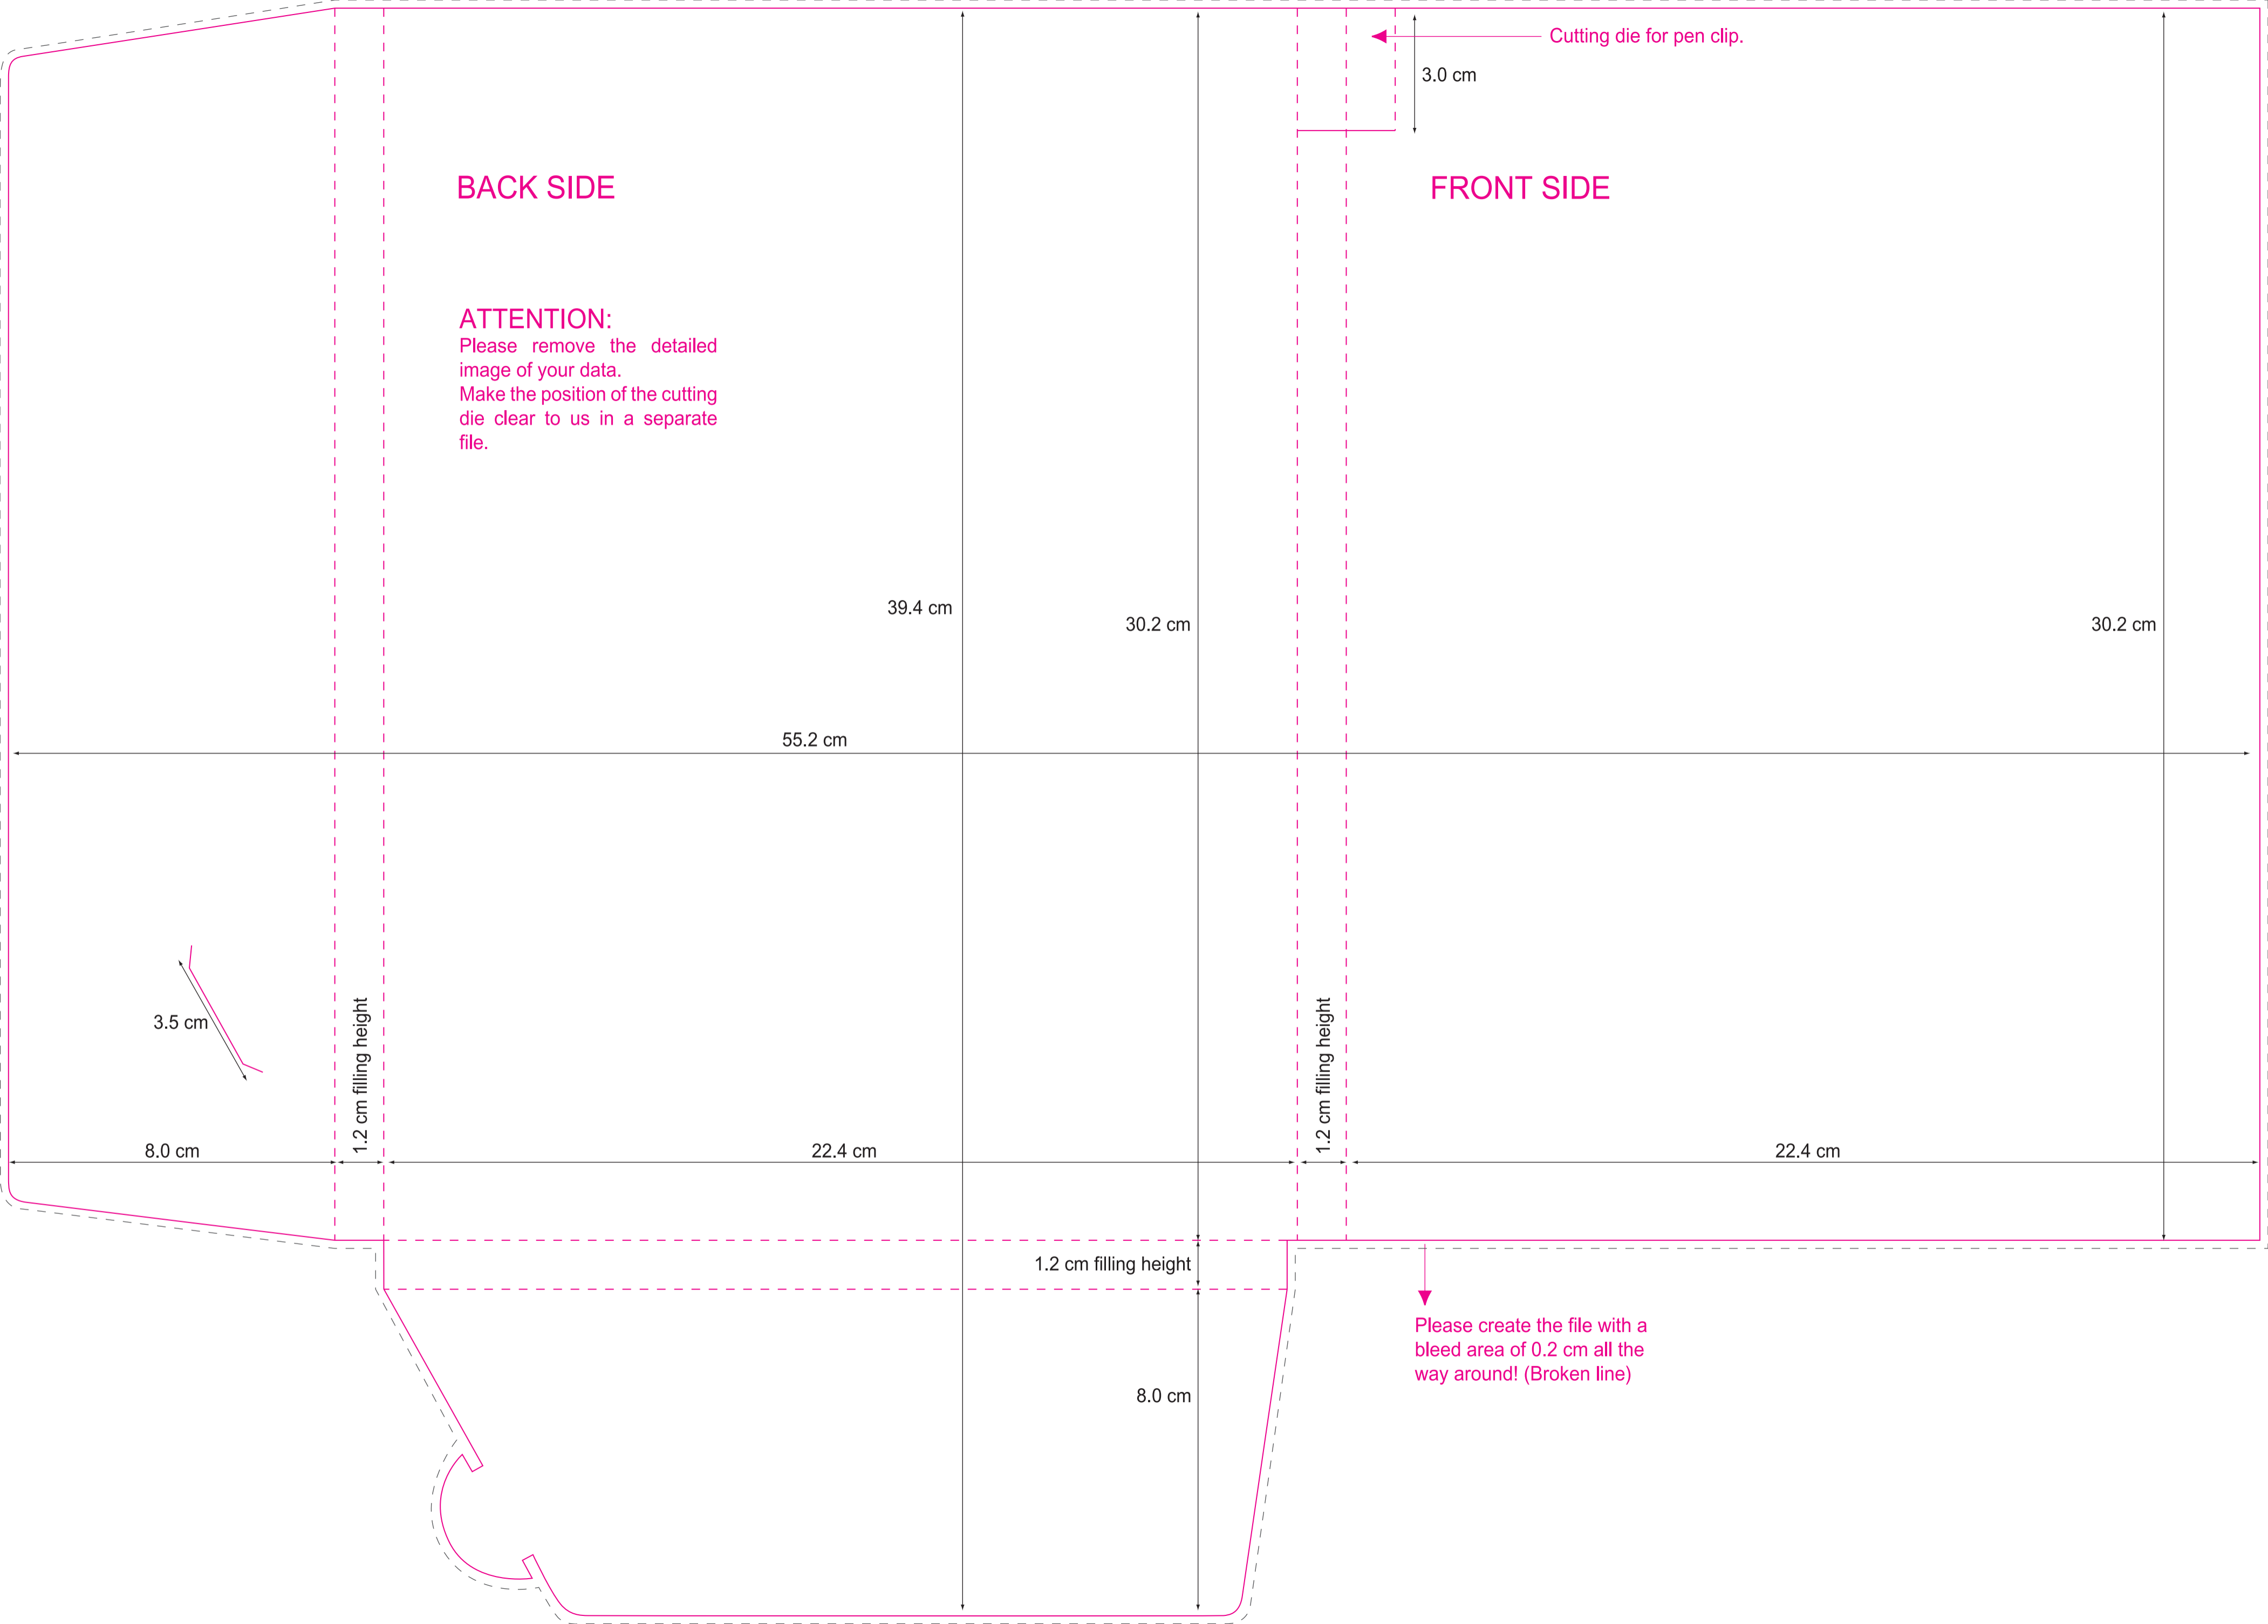 Cutting die for pen clip.
3.0 cm
BACK SIDE
FRONT SIDE
ATTENTION:
Please remove the detailed
image of your data.
Make the position of the cutting
die clear to us in a separate
file.
39.4 cm
30.2 cm
30.2 cm
55.2 cm
3.5 cm
1.2 cm filling height
1.2 cm filling height
8.0 cm
22.4 cm
22.4 cm
1.2 cm filling height
Please create the file with a
bleed area of 0.2 cm all the
way around! (Broken line)
8.0 cm